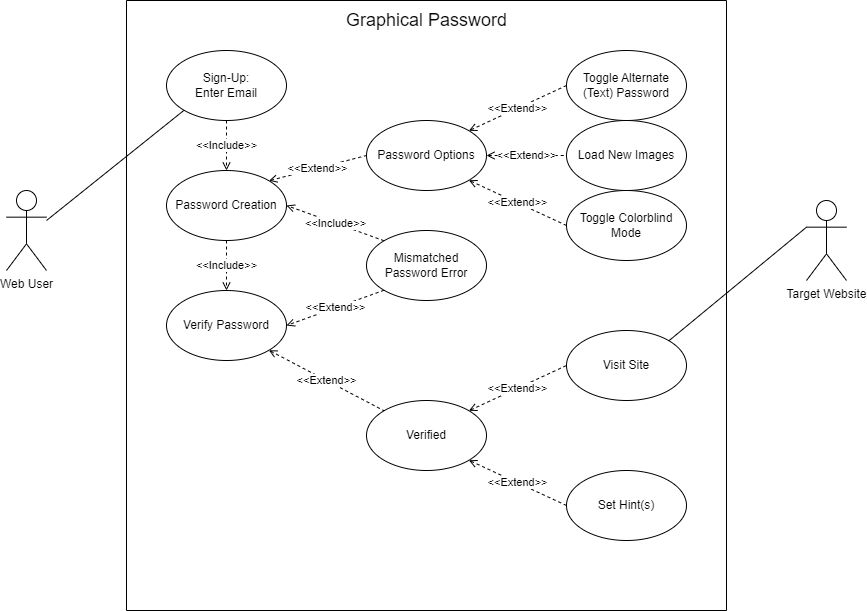 Graphical Password
Sign-Up:
Enter Email
Toggle Alternate
(Text) Password
<<Extend>>
<<Include>>
Password Options
<<Extend>>
Load New Images
<<Extend>>
Password Creation
<<Extend>>
Toggle Colorblind
Mode
<<Include>>
Mismatched
Password Error
<<Include>>
Web User
Target Website
<<Extend>>
Verify Password
Visit Site
<<Extend>>
<<Extend>>
Verified
<<Extend>>
Set Hint(s)